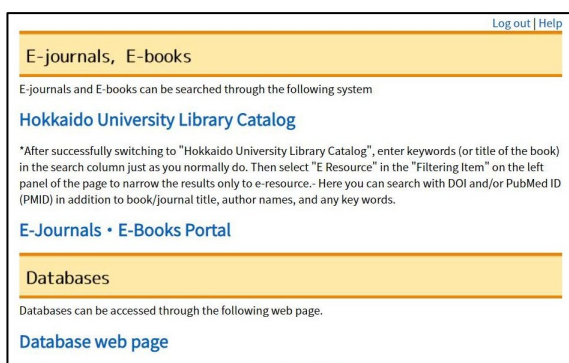 Log out | Help
E-journals, E-books
E-journals and E-books can be searched through the following system
Hokkaido University Library Catalog
*After successfully switching to "Hokkaido University Library Catalog", enter keywords (or title of the book)
in the search column just as you normally do. Then select "E Resource" in the "Filtering Item" on the left
panel of the page to narrow the results only to e-resource.- Here you can search with DOI and/or PubMed ID
(PMID) in addition to book/journal title, author names, and any key words.
E-Journals・E-Books Portal
Databases
Databases can be accessed through the following web page.
Database web page